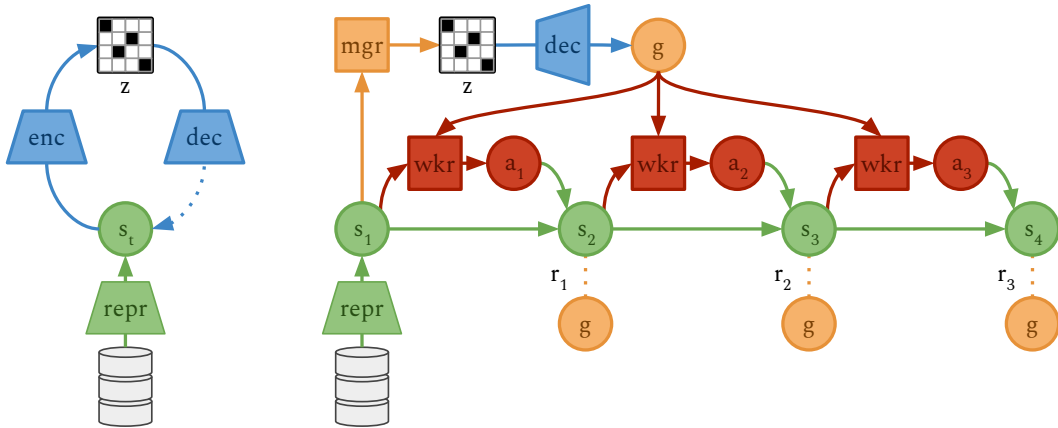 z
enc
dec
s_t
repr
mgr
z
dec
g
wkr
a_1
wkr
a_2
wkr
a_3
s_1
s_2
s_3
s_4
repr
r_1
r_2
r_3
g
g
g